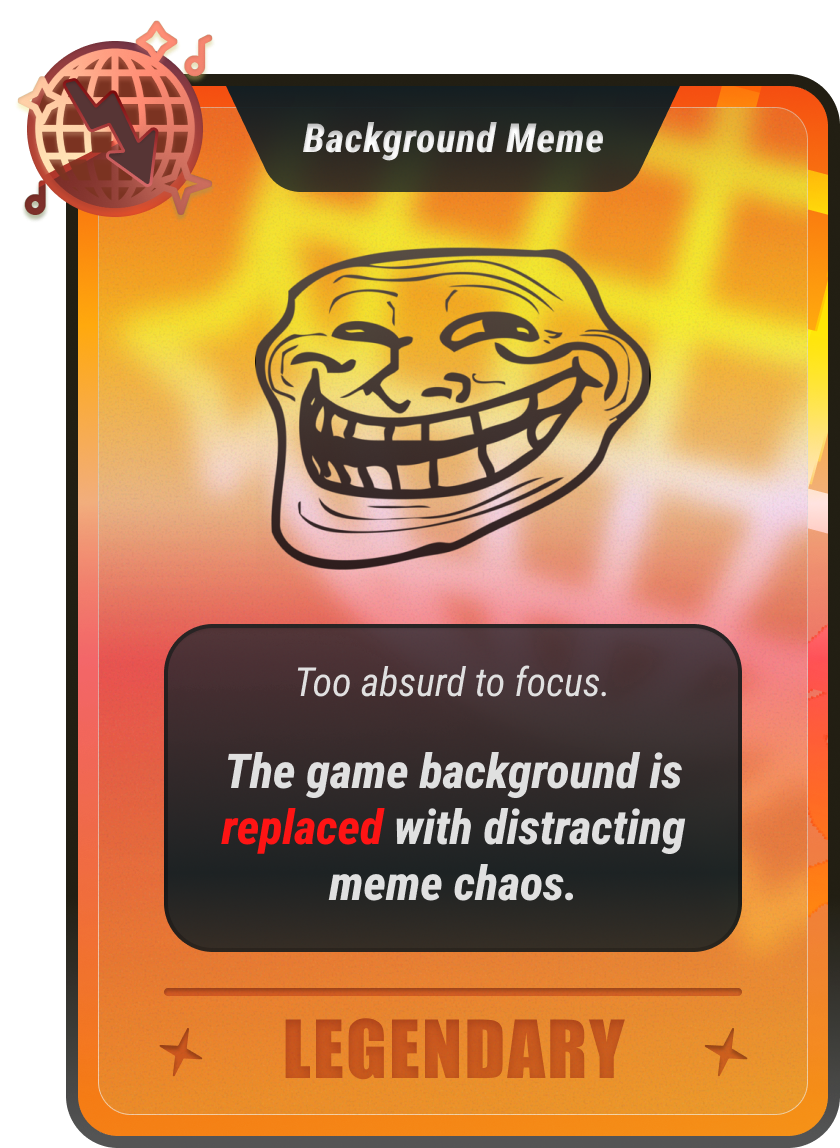 Background Meme
Too absurd to focus.
The game background is
replaced with distracting
meme chaos.
LEGENDARY